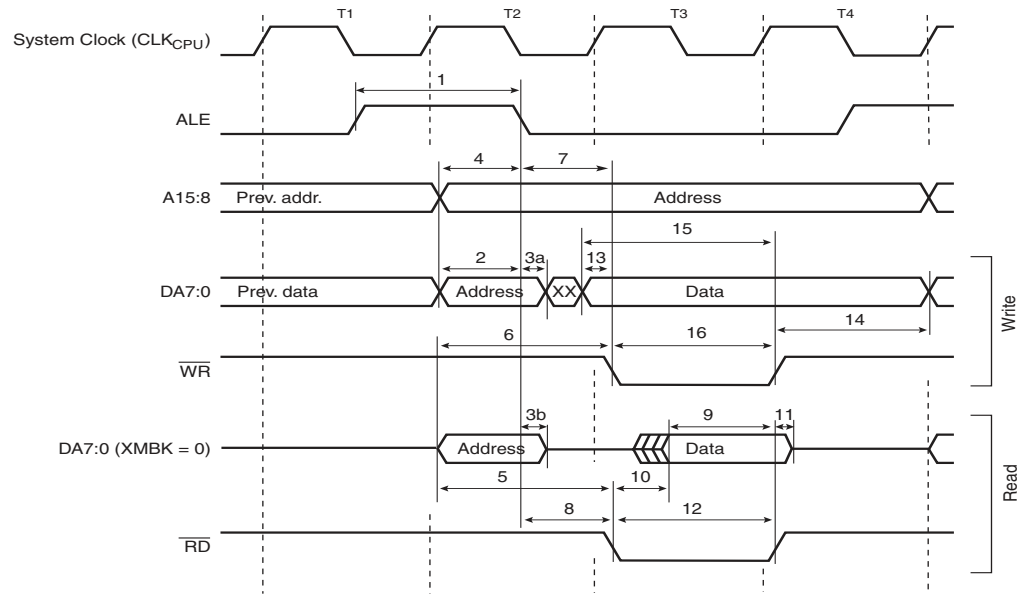 T1 T2 T3 T4
System Clock (CLKCPU)
1
ALE
4 7
A15:8 Prev. addr. Address
15
2 3a 13
DA7:0 Prev. data Address XX Data
14
6 16
WR
Write
3b 9 11
DA7:0 (XMBK = 0) Address Data
5 10
8 12
RD
Read